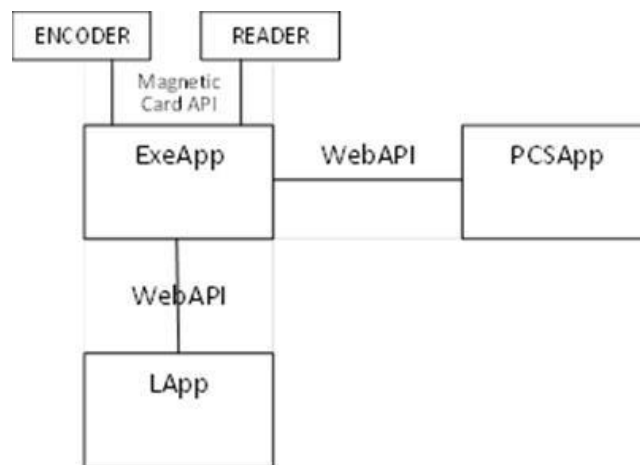 ENCODER
READER
Magnetic
Card API
ExeApp
WebAPI
PCSApp
WebAPI
LApp